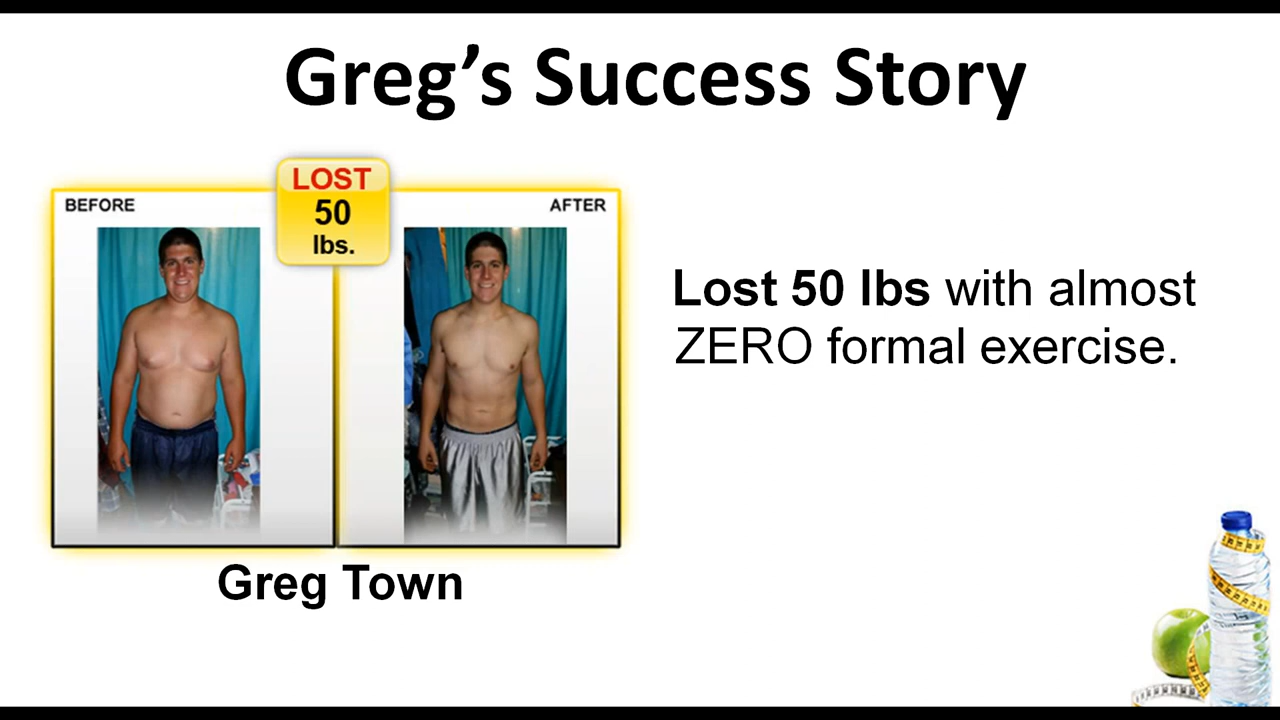 Greg’s Success Story
LOST
50
lbs.
BEFORE
AFTER
Lost 50 lbs with almost
ZERO formal exercise.
Greg Town